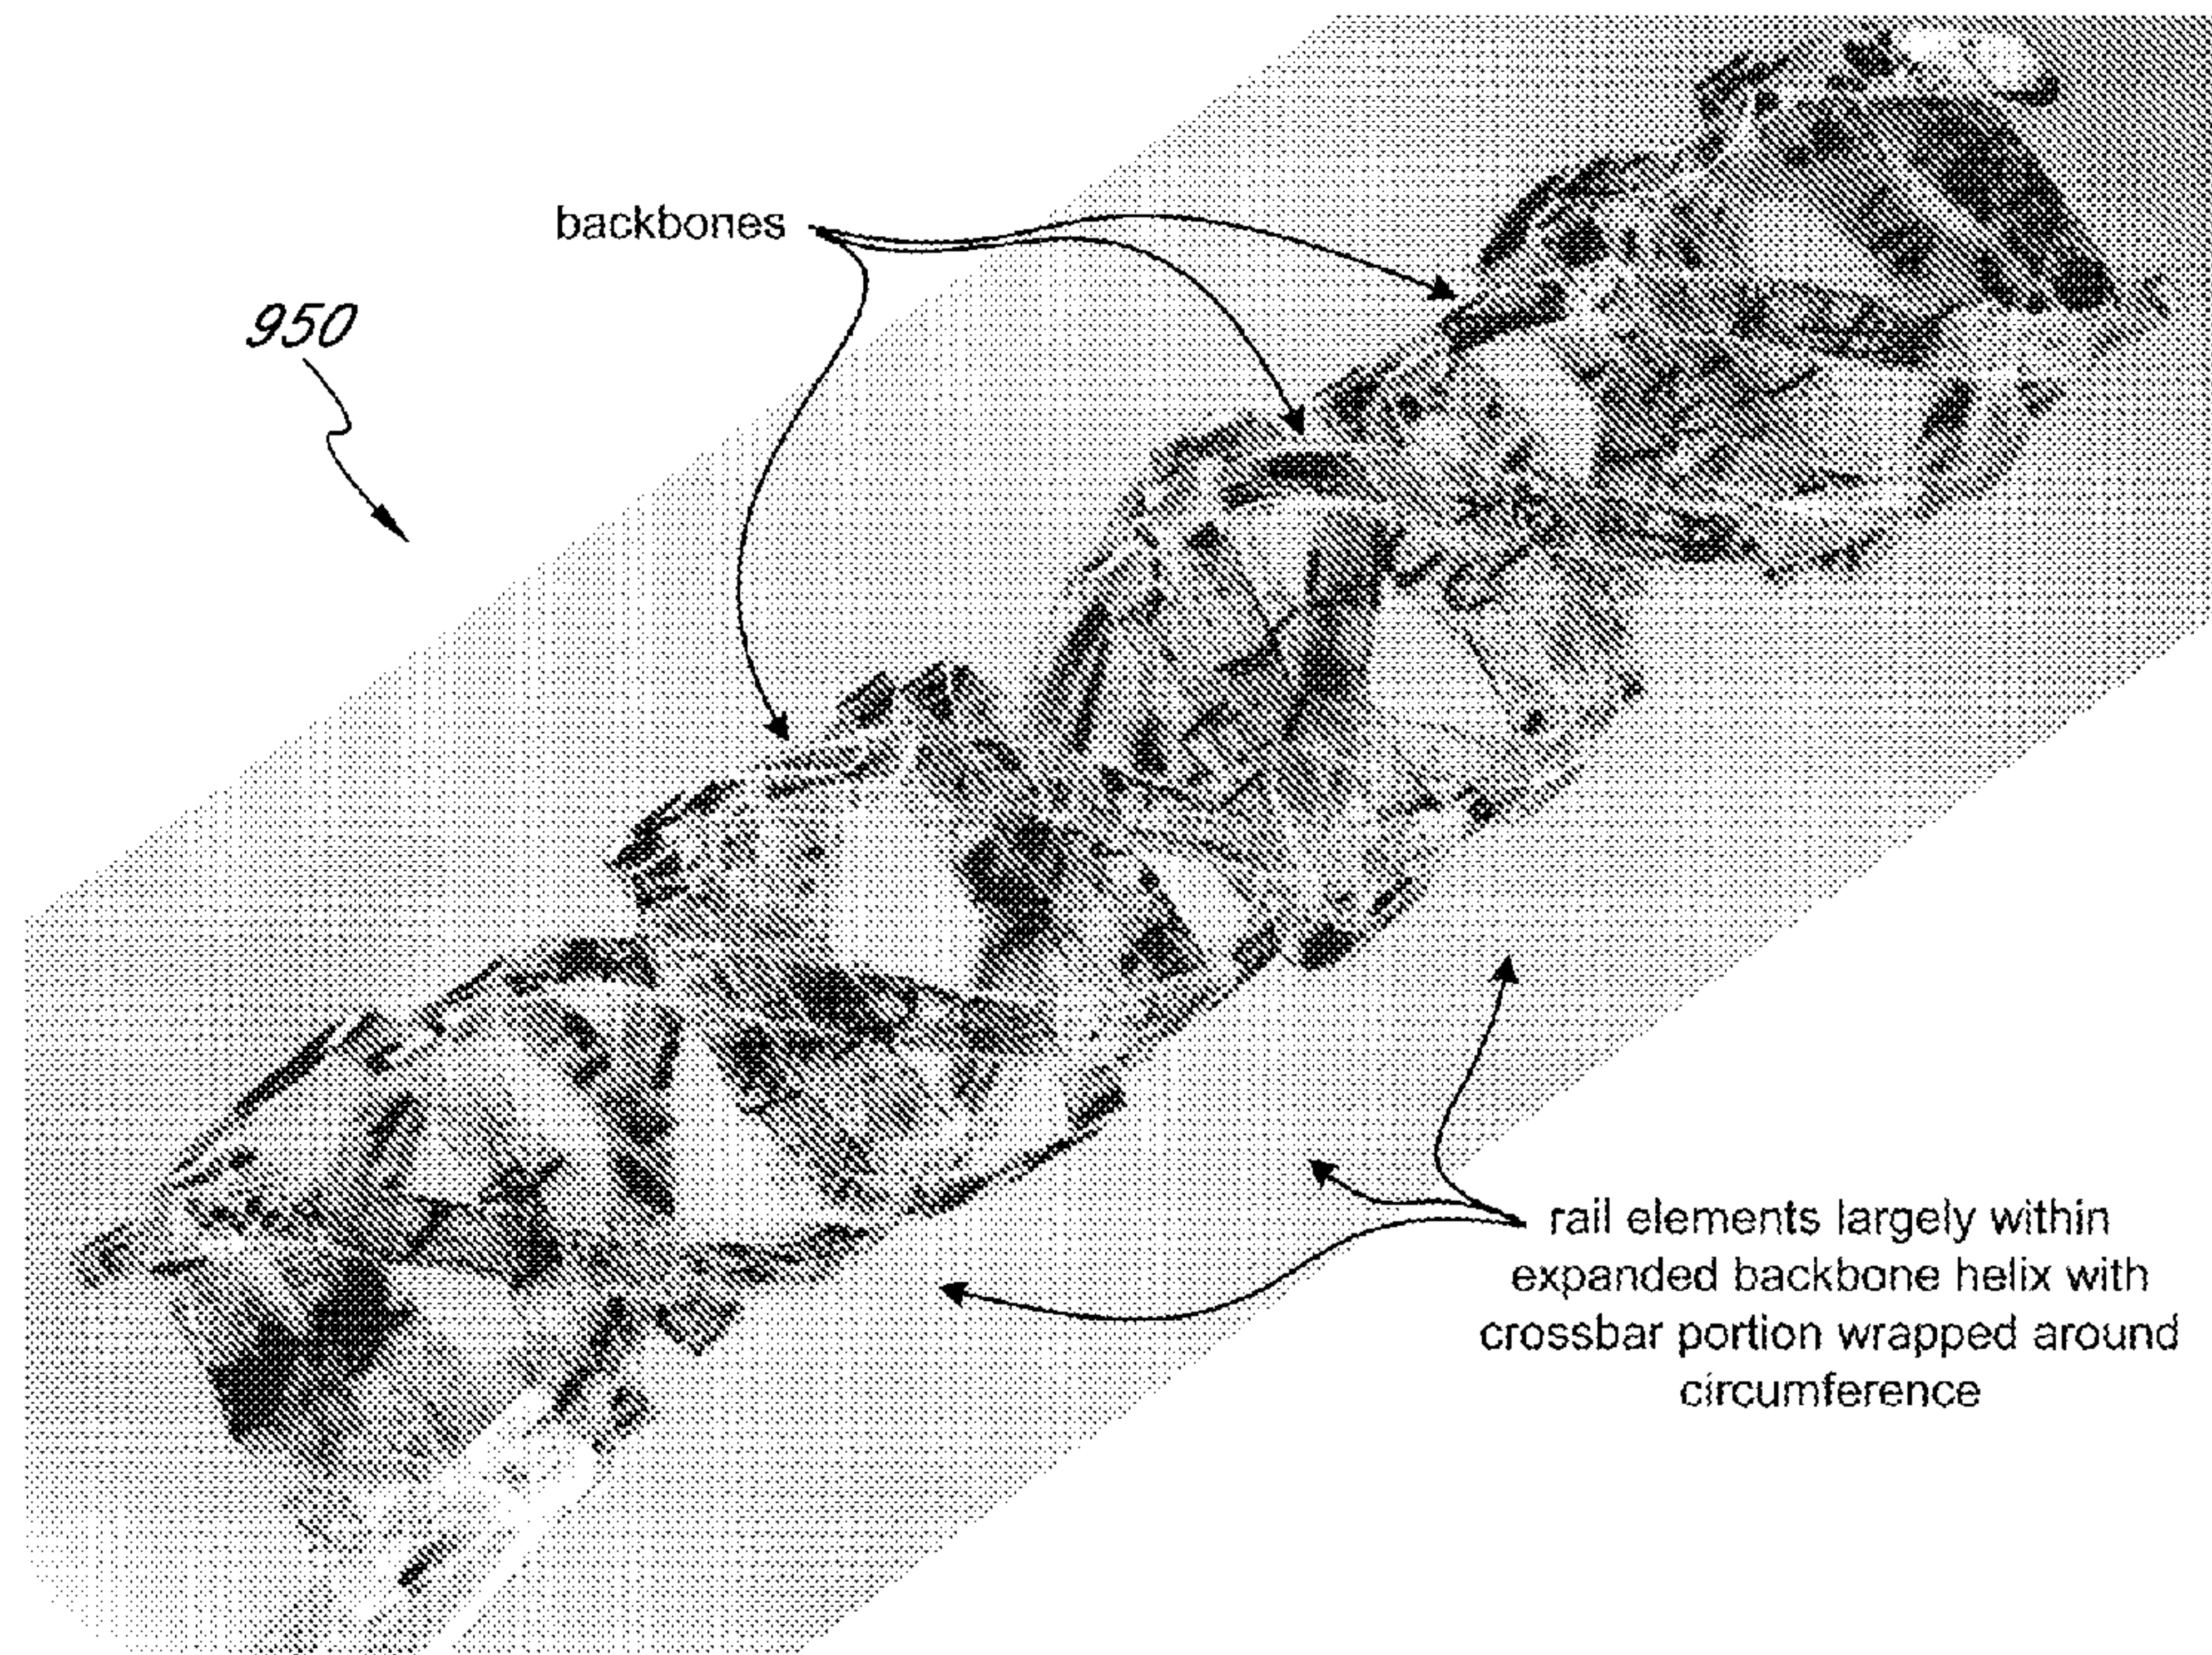 backbones
950
rail elements largely within
expanded backbone helix with
crossbar portion wrapped around
circumference